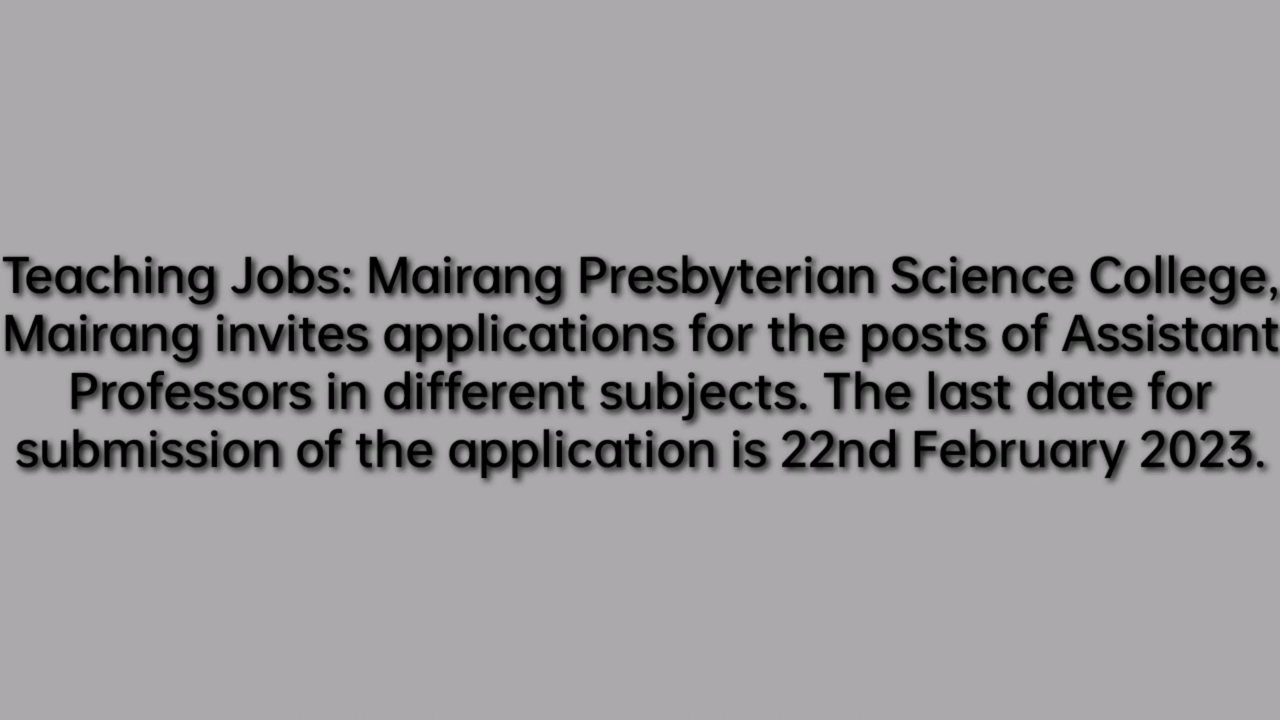 Teaching Jobs: Mairang Presbyterian Science College,
Mairang invites applications for the posts of Assistant
Professors in different subjects. The last date for
submission of the application is 22nd February 2023.